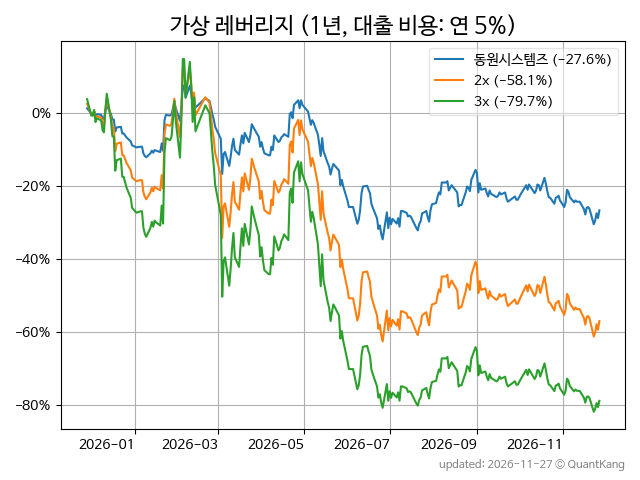 가상 레버리지 (1년, 대출 비용: 연 5%)
동원시스템즈 (−27.6%)
2x (−58.1%)
3x (−79.7%)
0%
−20%
−40%
−60%
−80%
2026-01 2026-03 2026-05 2026-07 2026-09 2026-11
updated: 2026-11-27 © QuantKang